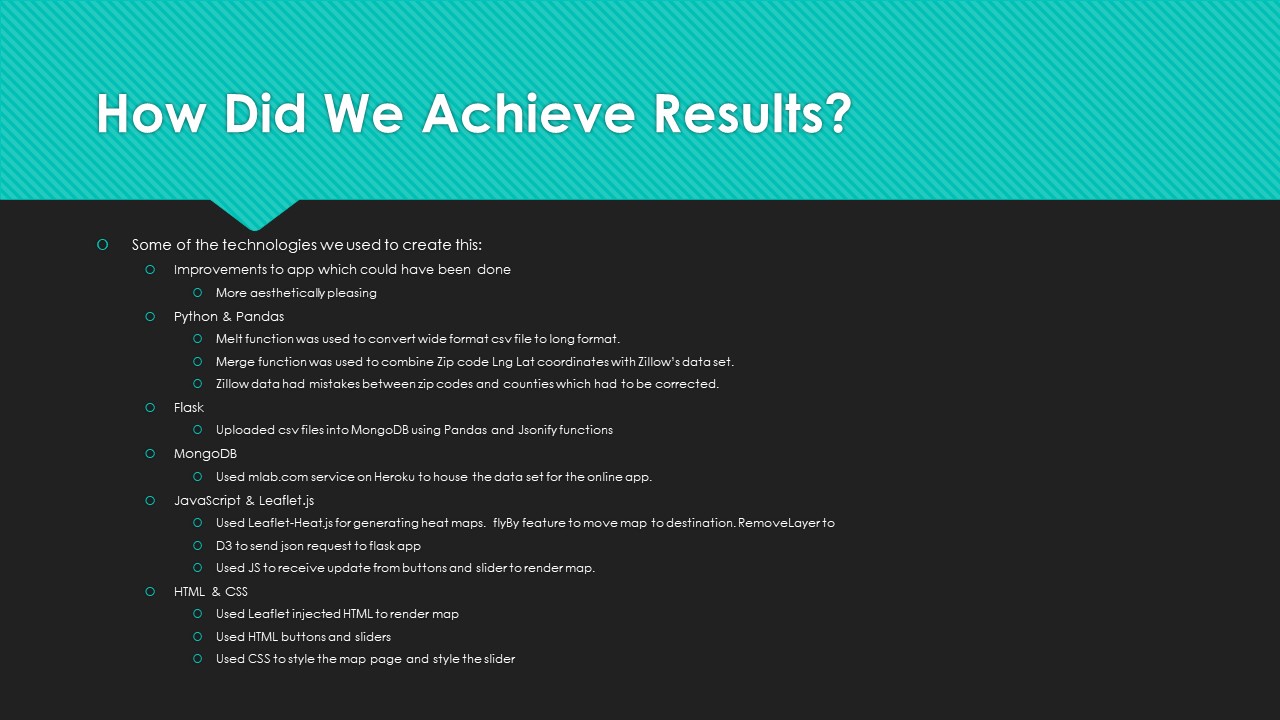 How Did We Achieve Results?
Some of the technologies we used to create this:
Improvements to app which could have been done
More aesthetically pleasing
Python & Pandas
Melt function was used to convert wide format csv file to long format.
Merge function was used to combine Zip code Lng Lat coordinates with Zillow’s data set.
Zillow data had mistakes between zip codes and counties which had to be corrected.
Flask
Uploaded csv files into MongoDB using Pandas and Jsonify functions
MongoDB
Used mlab.com service on Heroku to house the data set for the online app.
JavaScript & Leaflet.js
Used Leaflet-Heat.js for generating heat maps. flyBy feature to move map to destination. RemoveLayer to
D3 to send json request to flask app
Used JS to receive update from buttons and slider to render map.
HTML & CSS
Used Leaflet injected HTML to render map
Used HTML buttons and sliders
Used CSS to style the map page and style the slider